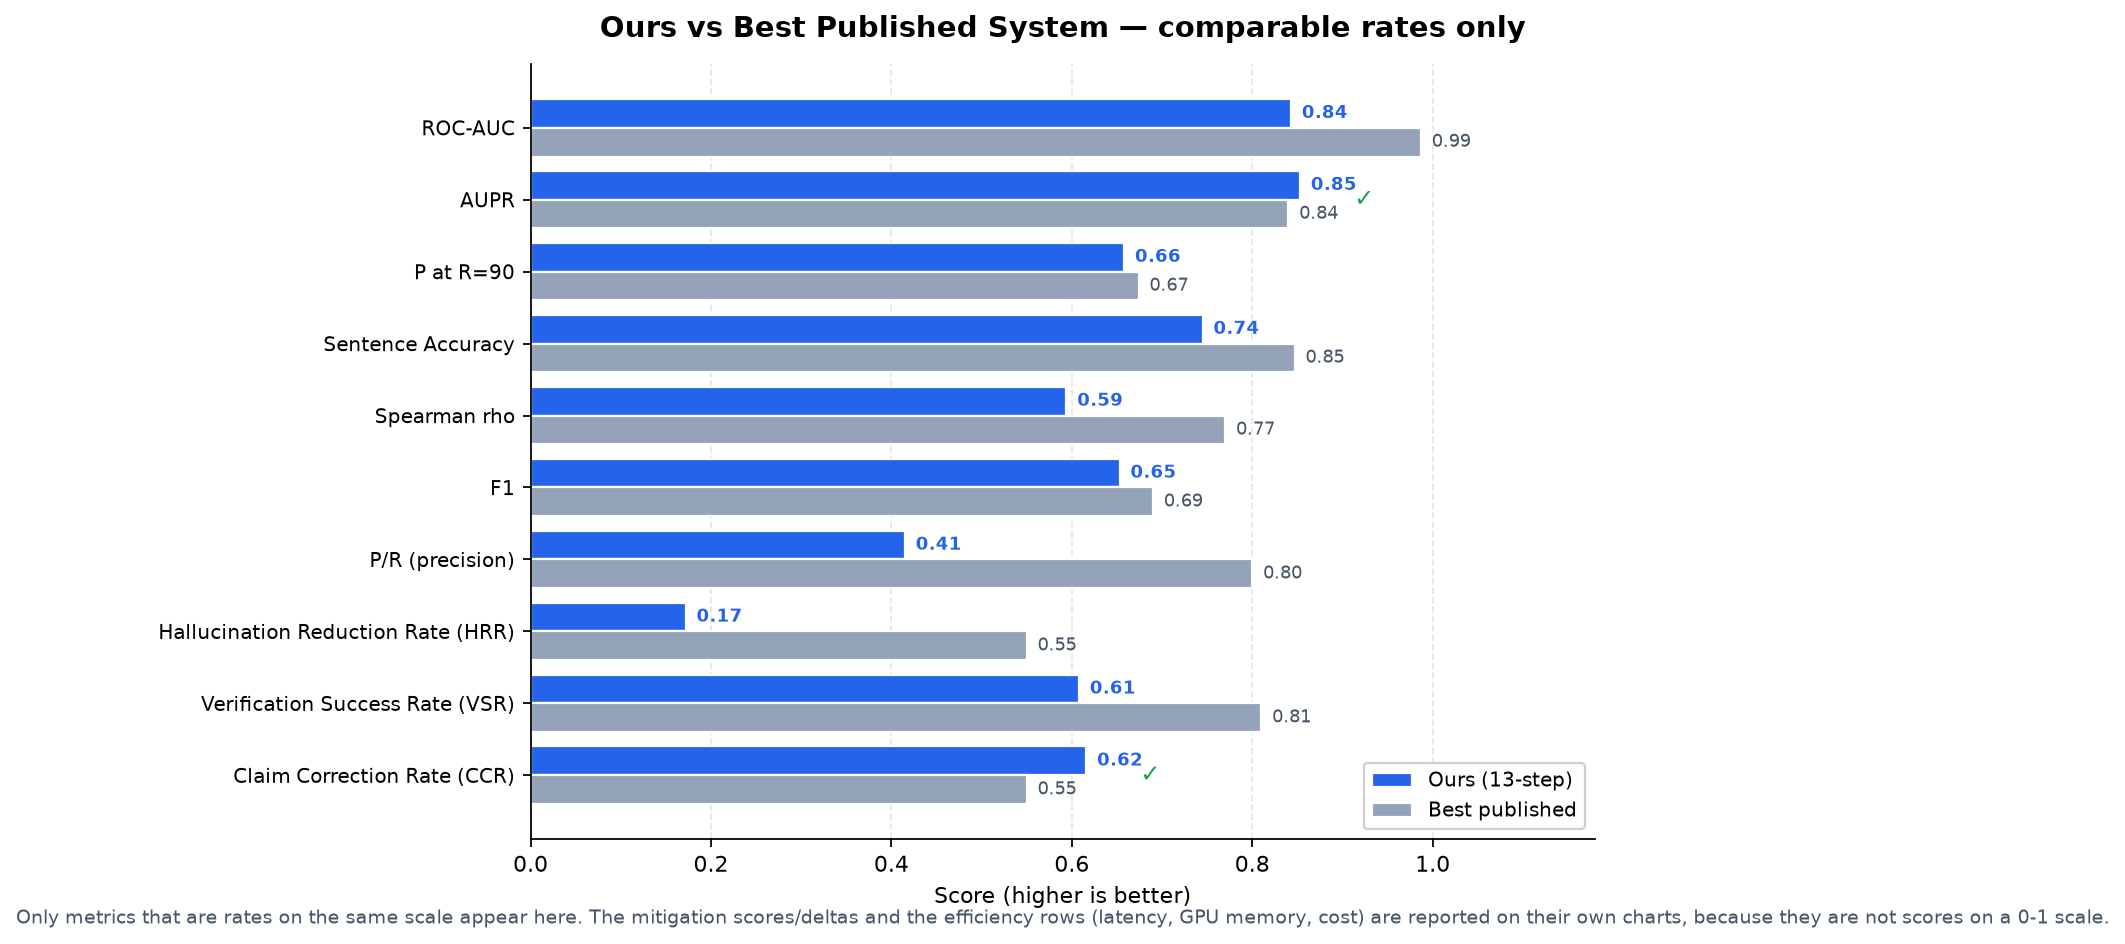 Ours vs Best Published System — comparable rates only
ROC-AUC
0.84
0.99
AUPR
0.85
✓
0.84
P at R=90
0.66
0.67
Sentence Accuracy
0.74
0.85
Spearman rho
0.59
0.77
F1
0.65
0.69
P/R (precision)
0.41
0.80
Hallucination Reduction Rate (HRR)
0.17
0.55
Verification Success Rate (VSR)
0.61
0.81
Claim Correction Rate (CCR)
0.62
✓
0.55
Ours (13-step)
Best published
0.0 0.2 0.4 0.6 0.8 1.0
Score (higher is better)
Only metrics that are rates on the same scale appear here. The mitigation scores/deltas and the efficiency rows (latency, GPU memory, cost) are reported on their own charts, because they are not scores on a 0-1 scale.